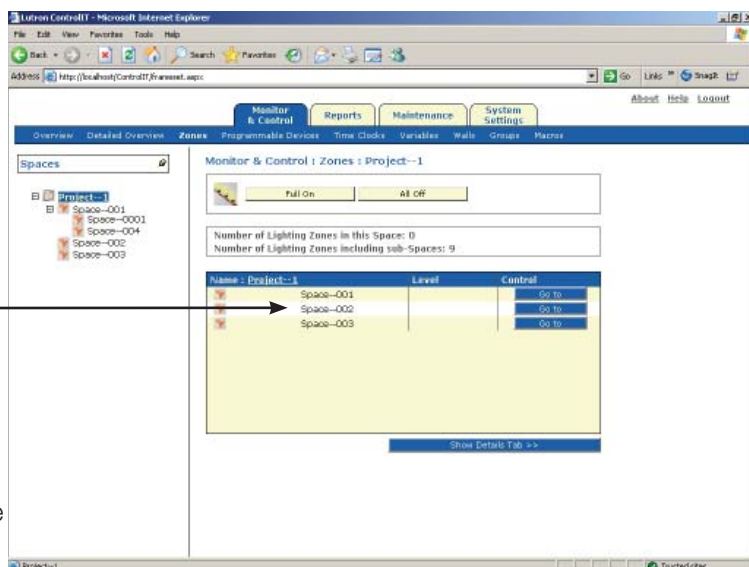 Lutron ControlIT - Microsoft Internet Explorer
File Edit View Favorites Tools Help
Back Search Favorites
Address http://localhost/ControlIT/frameset.aspx Go Links » SnagIt
About Help Logout
Monitor & Control Reports Maintenance System Settings
Overview Detailed Overview Zones Programmable Devices Time Clocks Variables Walls Groups Macros
Spaces
Project--1
Space--001
Space--0001
Space--004
Space--002
Space--003
Monitor & Control : Zones : Project--1
Full On All Off
Number of Lighting Zones in this Space: 0
Number of Lighting Zones including sub-Spaces: 9
Name : Project--1 Level Control
Space--001 Go to
Space--002 Go to
Space--003 Go to
Show Details Tab >>
e
Project--1 Trusted sites